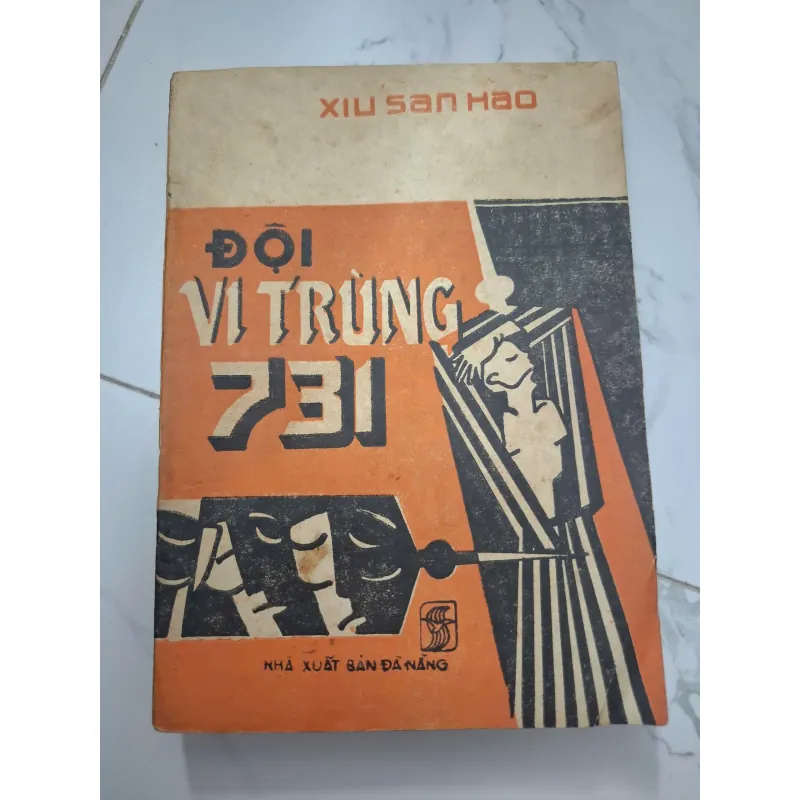 XIU San Hao
ĐỘI
VI TRÙNG
731
NHÀ XUẤT BẢN ĐÀ NẴNG